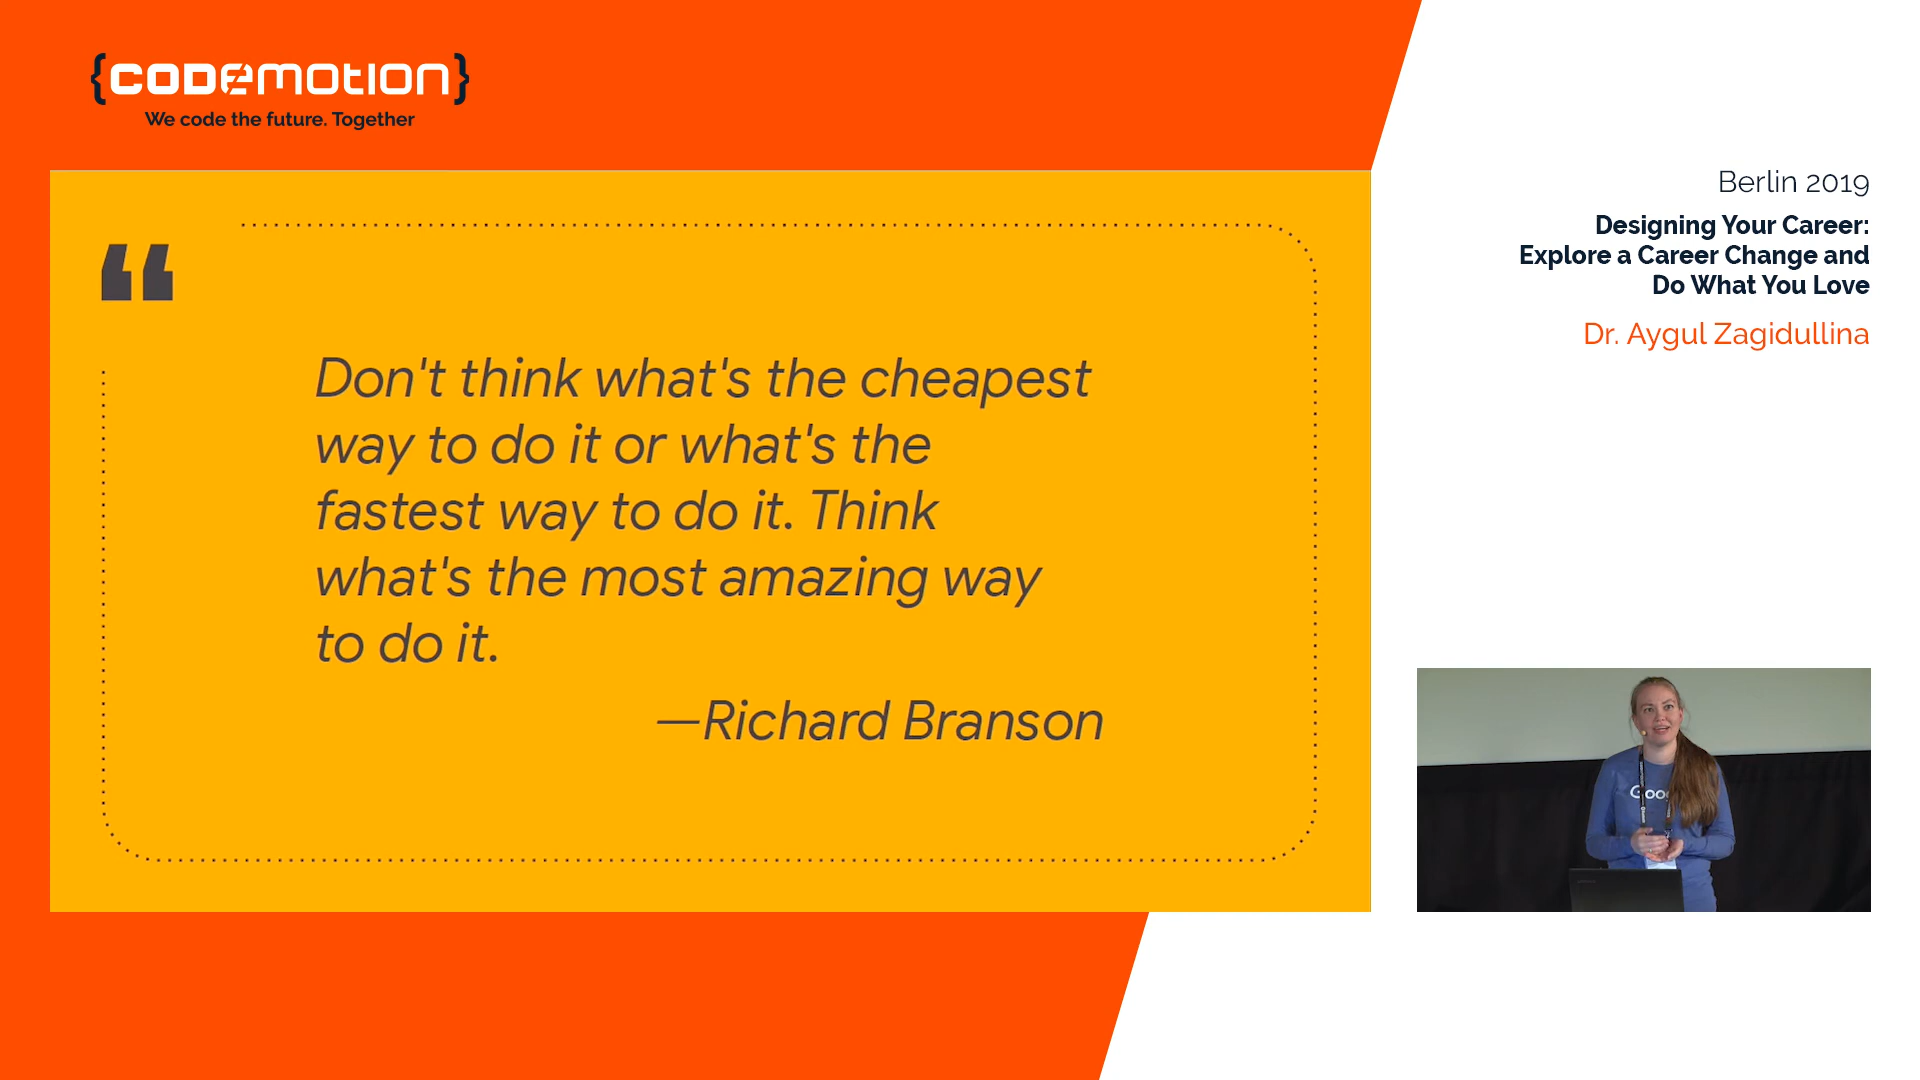 {CODEMOTION}
We code the future. Together
“
Don't think what's the cheapest
way to do it or what's the
fastest way to do it. Think
what's the most amazing way
to do it.
—Richard Branson
Berlin 2019
Designing Your Career:
Explore a Career Change and
Do What You Love
Dr. Aygul Zagidullina